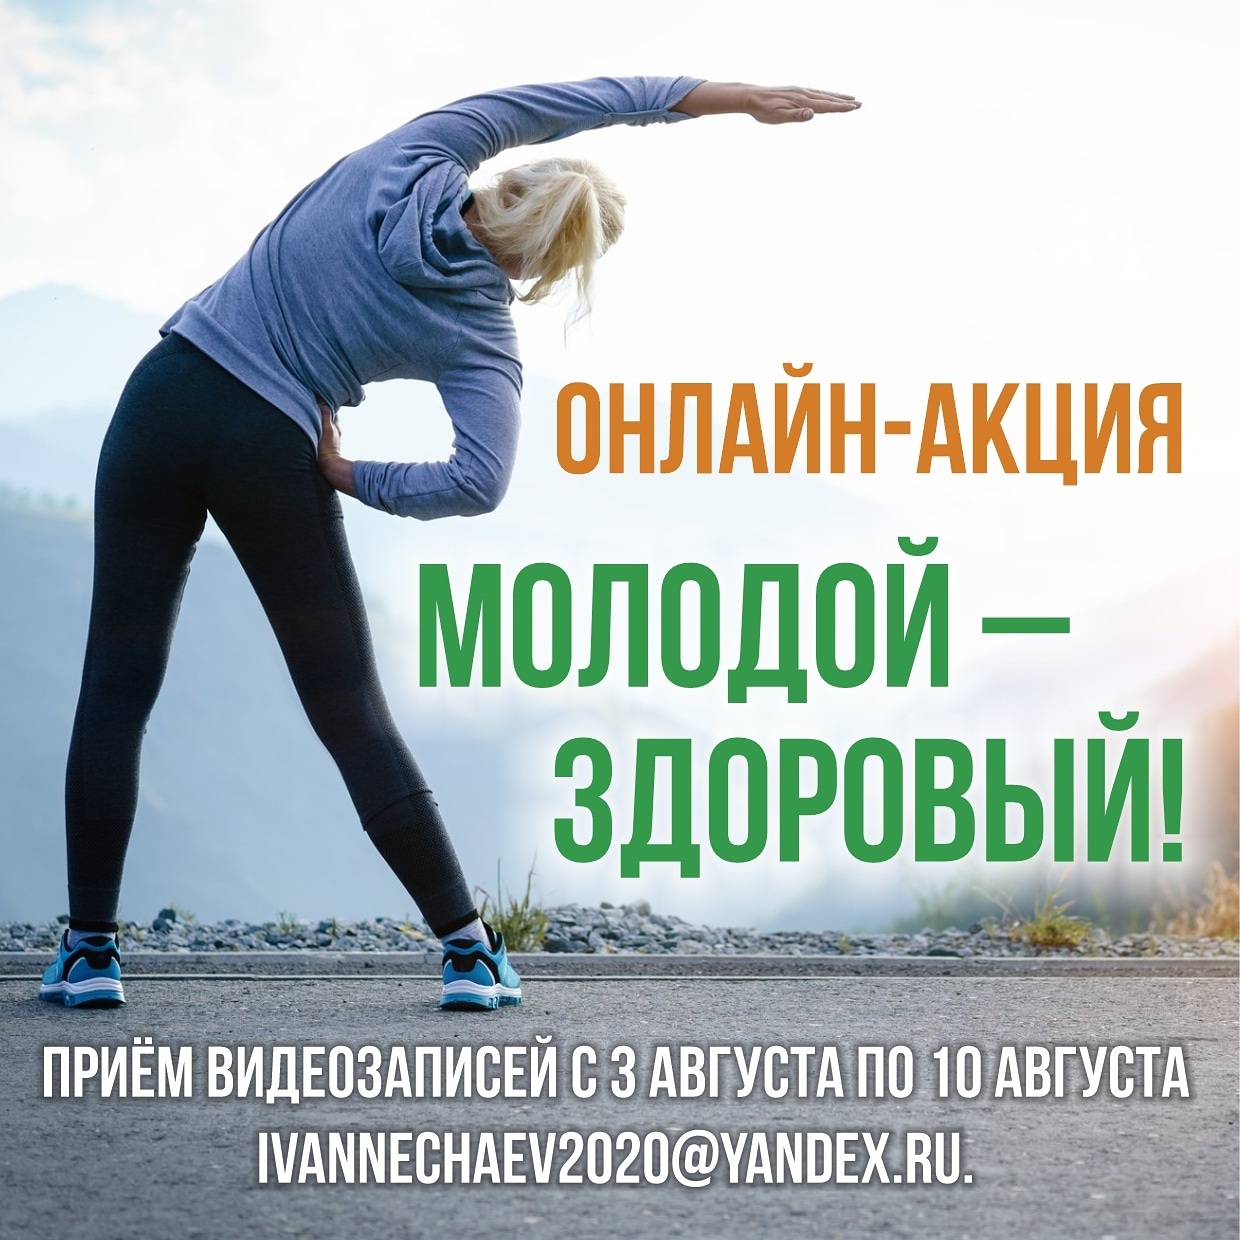 ОНЛАЙН-АКЦИЯ
МОЛОДОЙ –
ЗДОРОВЫЙ!
ПРИЁМ ВИДЕОЗАПИСЕЙ С 3 АВГУСТА ПО 10 АВГУСТА
IVANNECHAEV2020@YANDEX.RU.